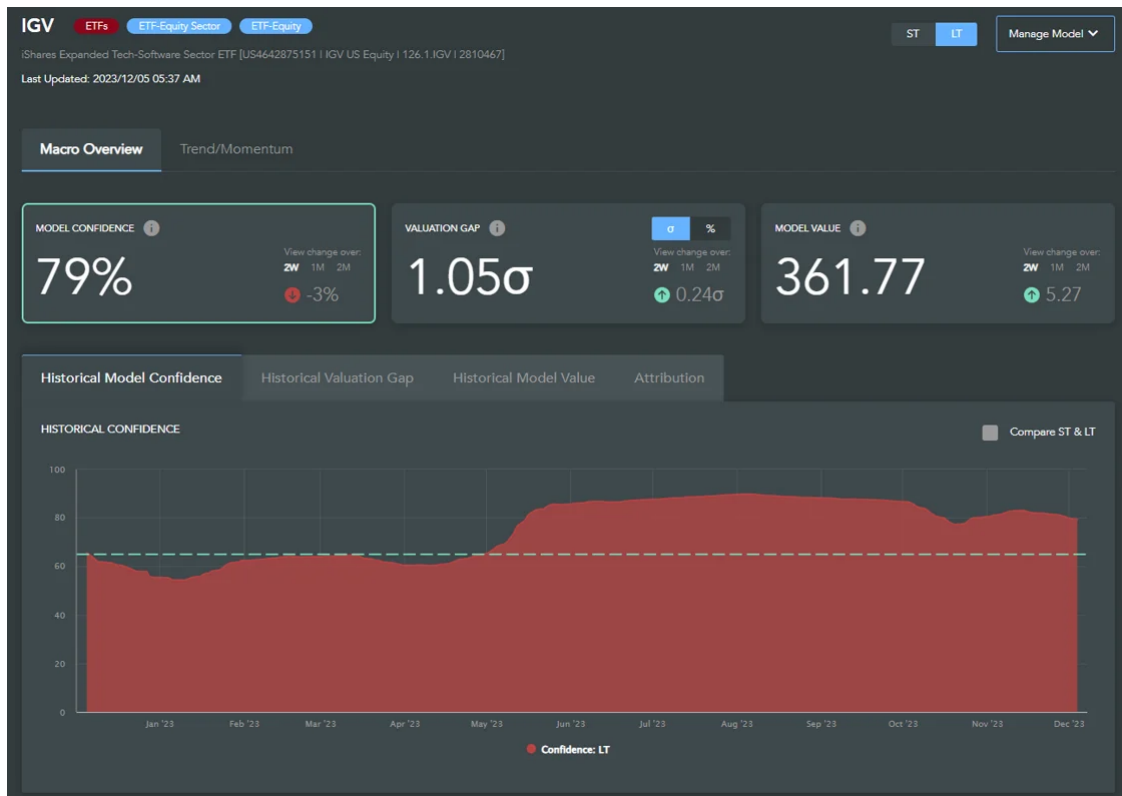 IGV ETFs ETF-Equity Sector ETF-Equity
ST LT Manage Model
iShares Expanded Tech-Software Sector ETF [US4642875151 | IGV US Equity | 126.1.IGV | 2810467]
Last Updated: 2023/12/05 05:37 AM
Macro Overview Trend/Momentum
MODEL CONFIDENCE i
79%
View change over:
2W 1M 2M
-3%
VALUATION GAP i
σ %
1.05σ
View change over:
2W 1M 2M
0.24σ
MODEL VALUE i
361.77
View change over:
2W 1M 2M
5.27
Historical Model Confidence Historical Valuation Gap Historical Model Value Attribution
HISTORICAL CONFIDENCE
Compare ST & LT
100
80
60
40
20
0
Jan '23 Feb '23 Mar '23 Apr '23 May '23 Jun '23 Jul '23 Aug '23 Sep '23 Oct '23 Nov '23 Dec '23
Confidence: LT